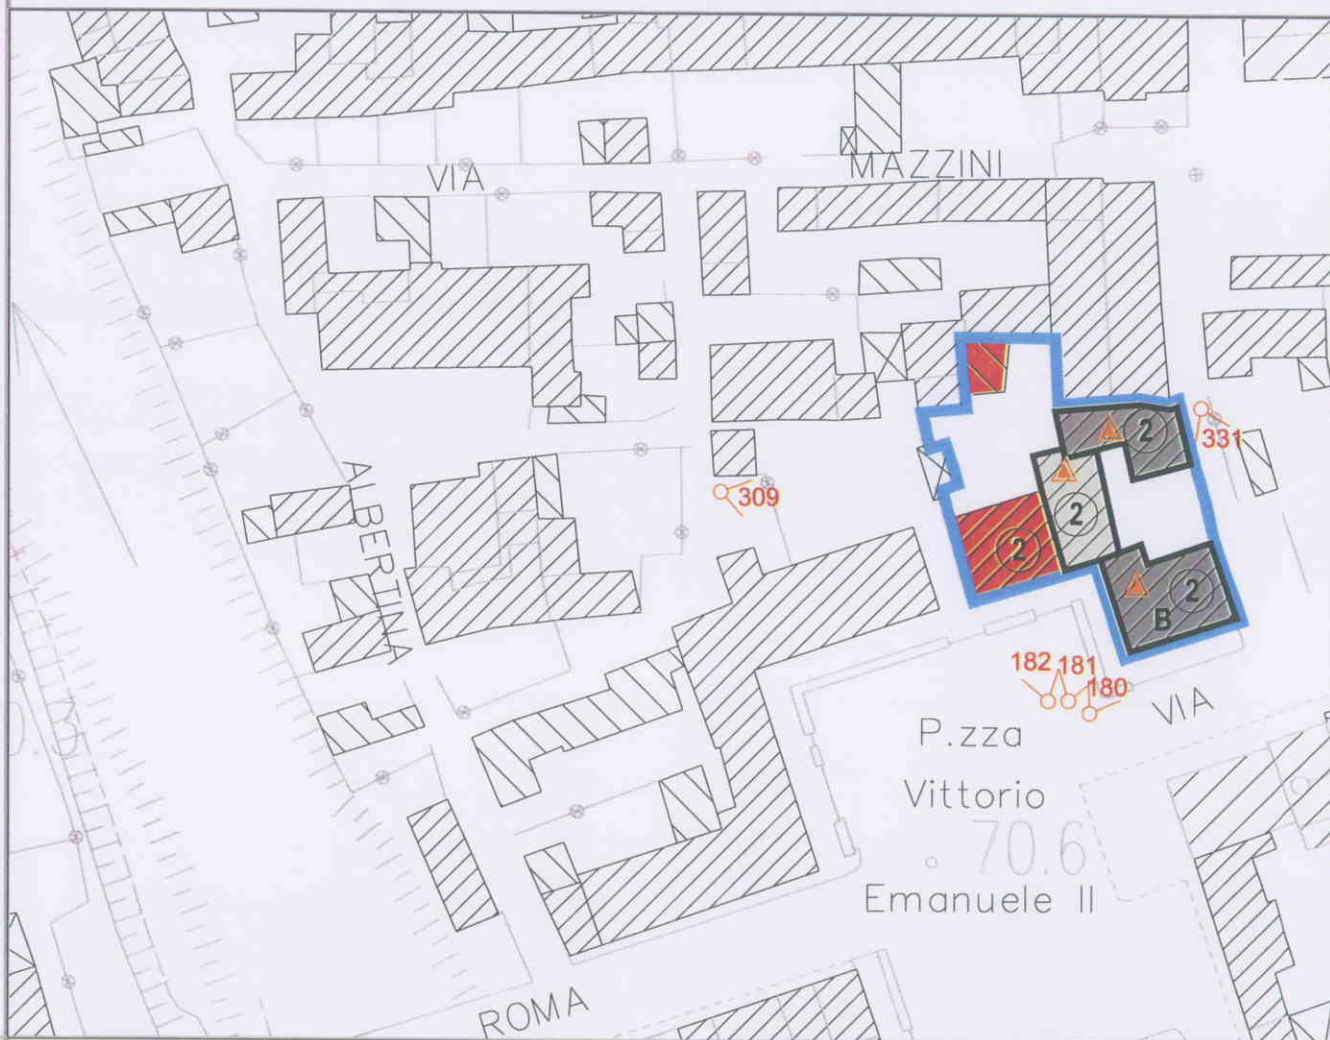 VIA
MAZZINI
2
331
309
2
2
ALBERTINA
2
B
182
181
180
VIA
P.zza
Vittorio
70.6
Emanuele II
ROMA